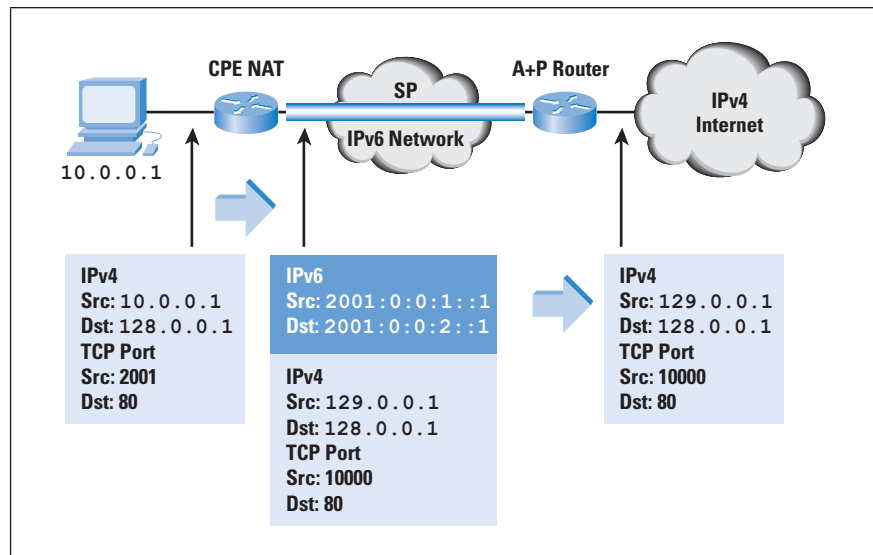 CPE NAT
SP
IPv6 Network
A+P Router
IPv4
Internet
10.0.0.1
IPv4
Src: 10.0.0.1
Dst: 128.0.0.1
TCP Port
Src: 2001
Dst: 80
IPv6
Src: 2001:0:0:1::1
Dst: 2001:0:0:2::1
IPv4
Src: 129.0.0.1
Dst: 128.0.0.1
TCP Port
Src: 10000
Dst: 80
IPv4
Src: 129.0.0.1
Dst: 128.0.0.1
TCP Port
Src: 10000
Dst: 80